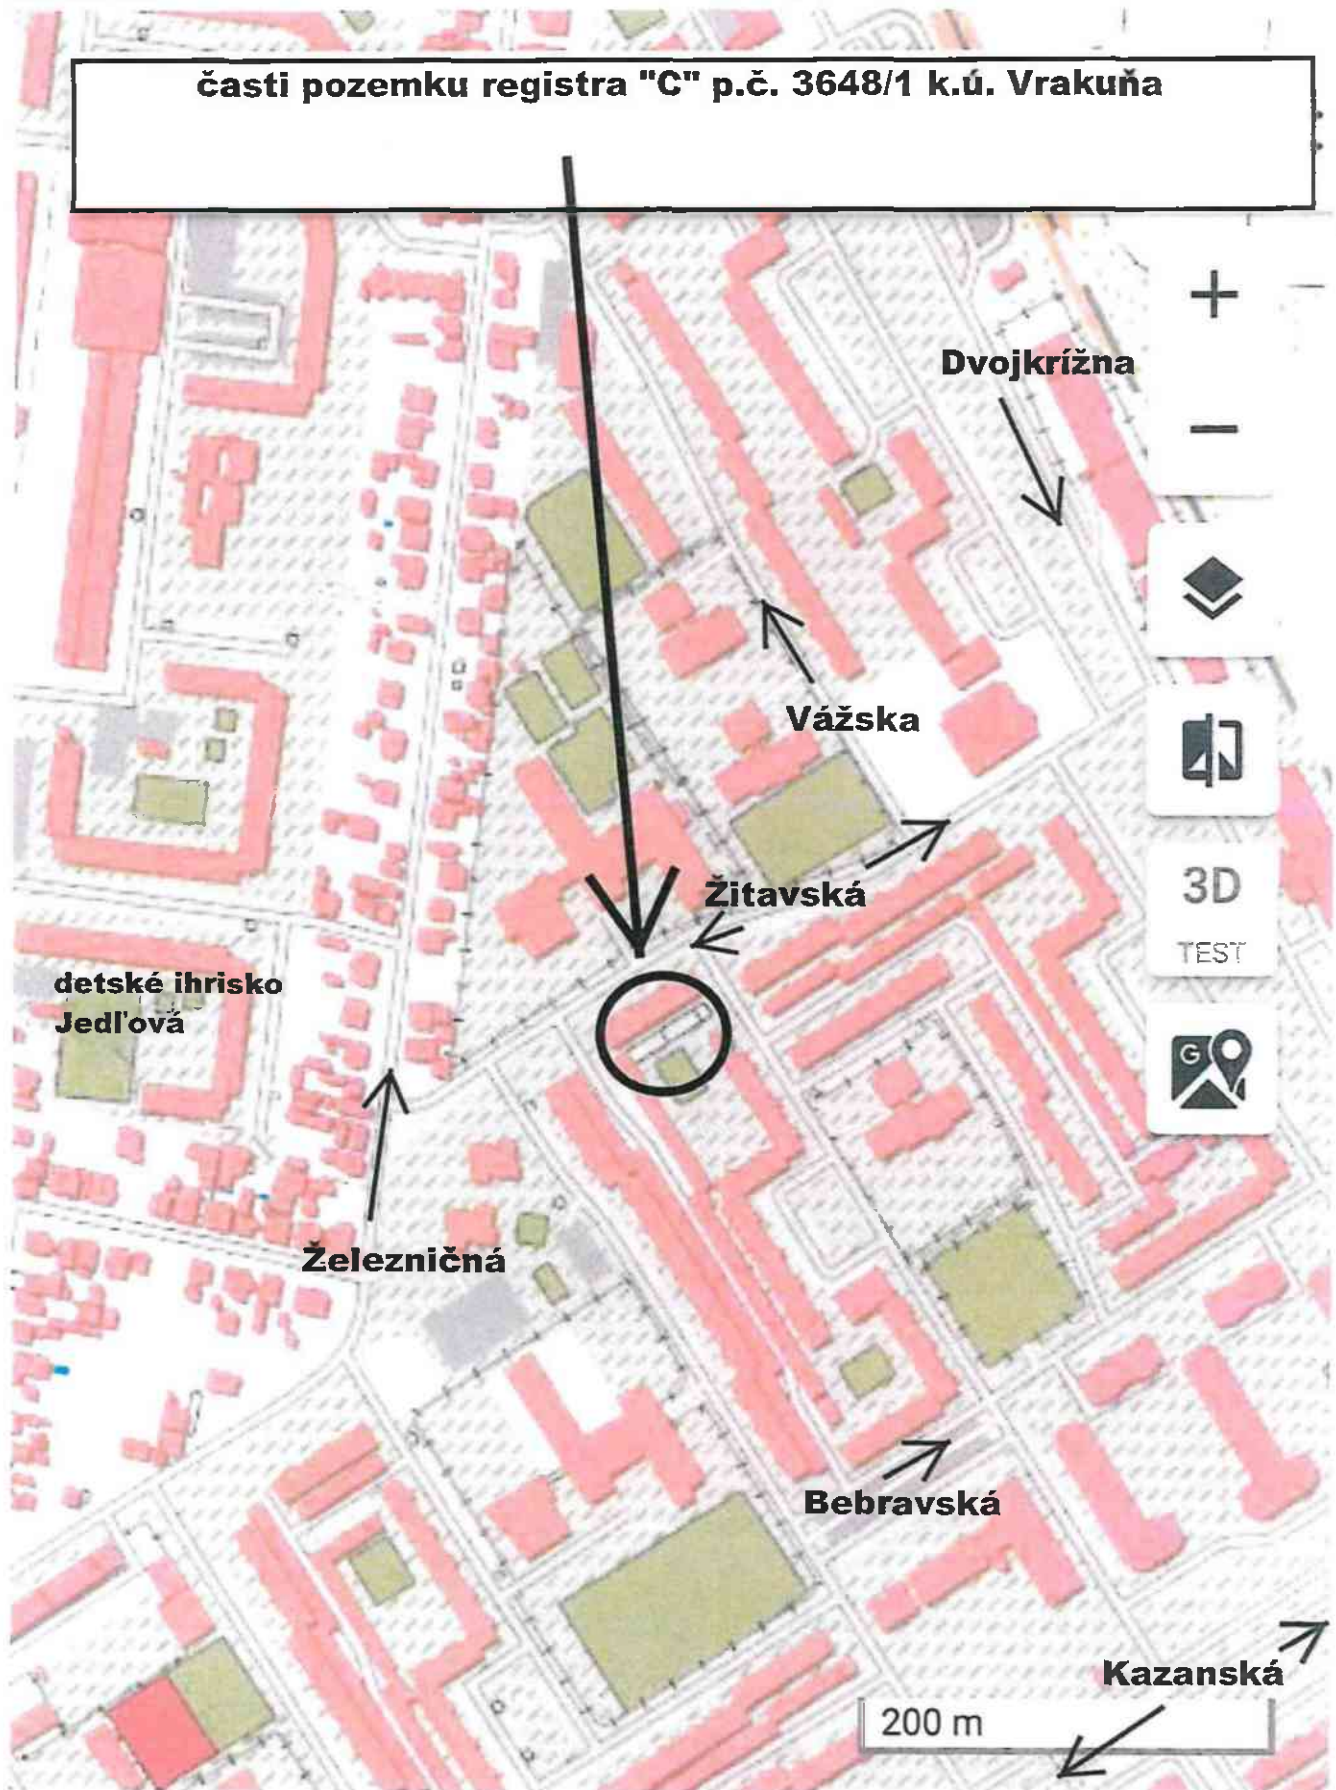 časti pozemku registra "C" p.č. 3648/1 k.ú. Vrakuňa
Dvojkrížna
Vážska
3D
Žitavská
TEST
detské ihrisko
Jedľová
G
Železničná
Bebravská
Kazanská
200 m